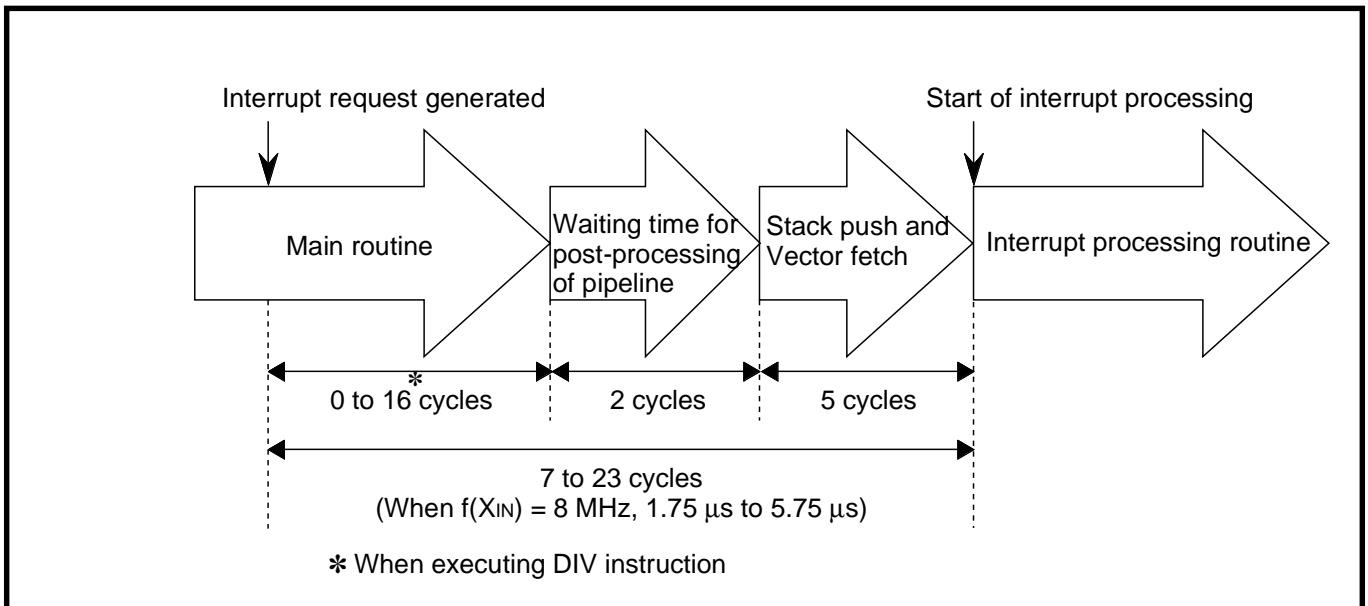 Interrupt request generated
Start of interrupt processing
Main routine
Waiting time for
post-processing
of pipeline
Stack push and
Vector fetch
Interrupt processing routine
0 to 16 cycles
✻
2 cycles
5 cycles
7 to 23 cycles
(When f(XIN) = 8 MHz, 1.75 μs to 5.75 μs)
✻ When executing DIV instruction